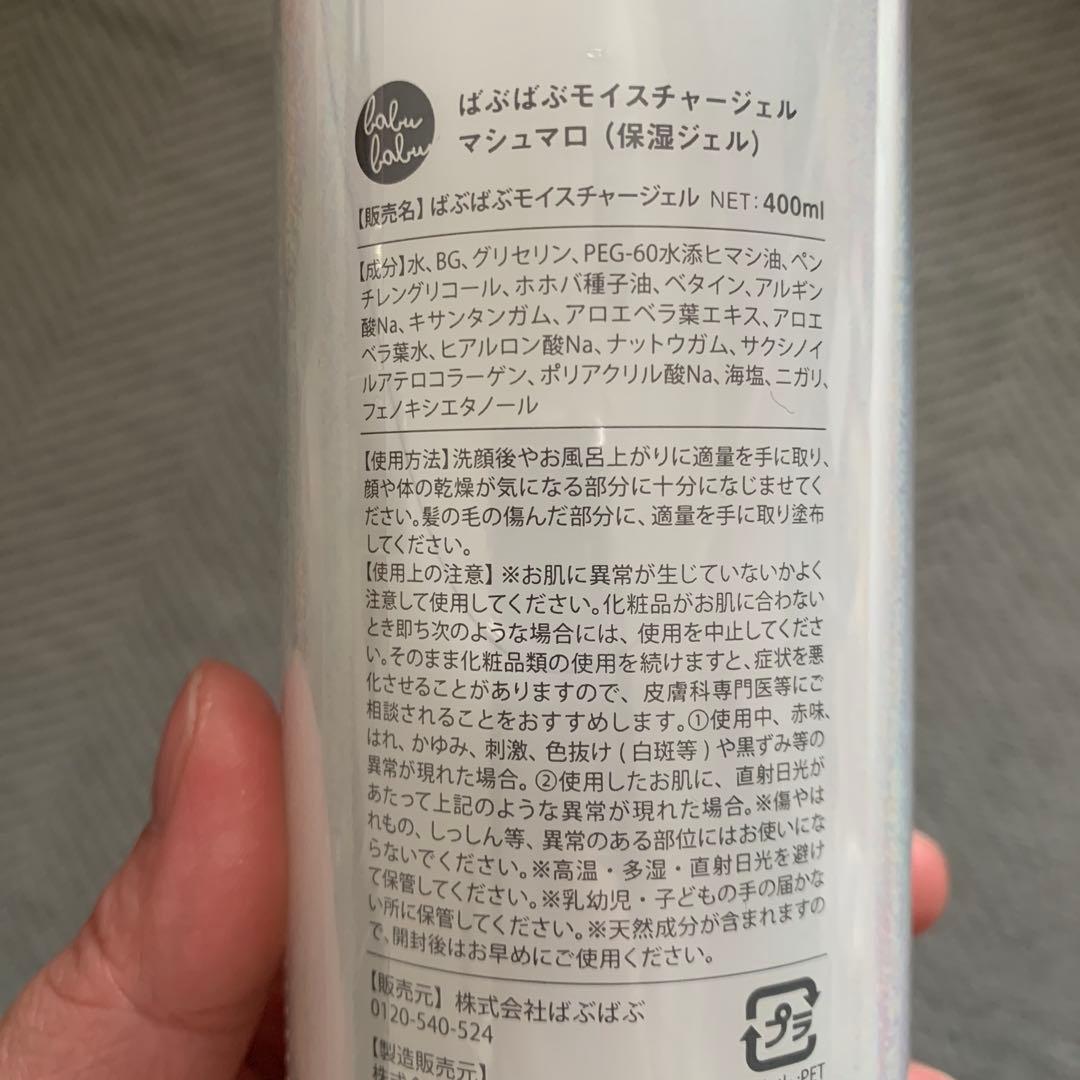 babu
babu
ばぶばぶモイスチャージェル
マシュマロ（保湿ジェル）
【販売名】ばぶばぶモイスチャージェル NET：400ml
【成分】水、BG、グリセリン、PEG-60水添ヒマシ油、ペン
チレングリコール、ホホバ種子油、ベタイン、アルギン
酸Na、キサンタンガム、アロエベラ葉エキス、アロエ
ベラ葉水、ヒアルロン酸Na、ナットウガム、サクシノイ
ルアテロコラーゲン、ポリアクリル酸Na、海塩、ニガリ、
フェノキシエタノール
【使用方法】洗顔後やお風呂上がりに適量を手に取り、
顔や体の乾燥が気になる部分に十分になじませてく
ださい。髪の毛の傷んだ部分に、適量を手に取り塗布
してください。
【使用上の注意】※お肌に異常が生じていないかよく
注意して使用してください。化粧品がお肌に合わない
とき即ち次のような場合には、使用を中止してくださ
い。そのまま化粧品類の使用を続けますと、症状を悪
化させることがありますので、皮膚科専門医等にご
相談されることをおすすめします。①使用中、赤味、
はれ、かゆみ、刺激、色抜け(白斑等)や黒ずみ等の
異常が現れた場合。②使用したお肌に、直射日光が
あたって上記のような異常が現れた場合。※傷やは
れもの、しっしん等、異常のある部位にはお使いにな
らないでください。※高温・多湿・直射日光を避け
て保管してください。※乳幼児・子どもの手の届かな
い所に保管してください。※天然成分が含まれますの
で、開封後はお早めにご使用ください。
【販売元】株式会社ばぶばぶ
0120-540-524
【製造販売元】
株式会
プラ
:PET